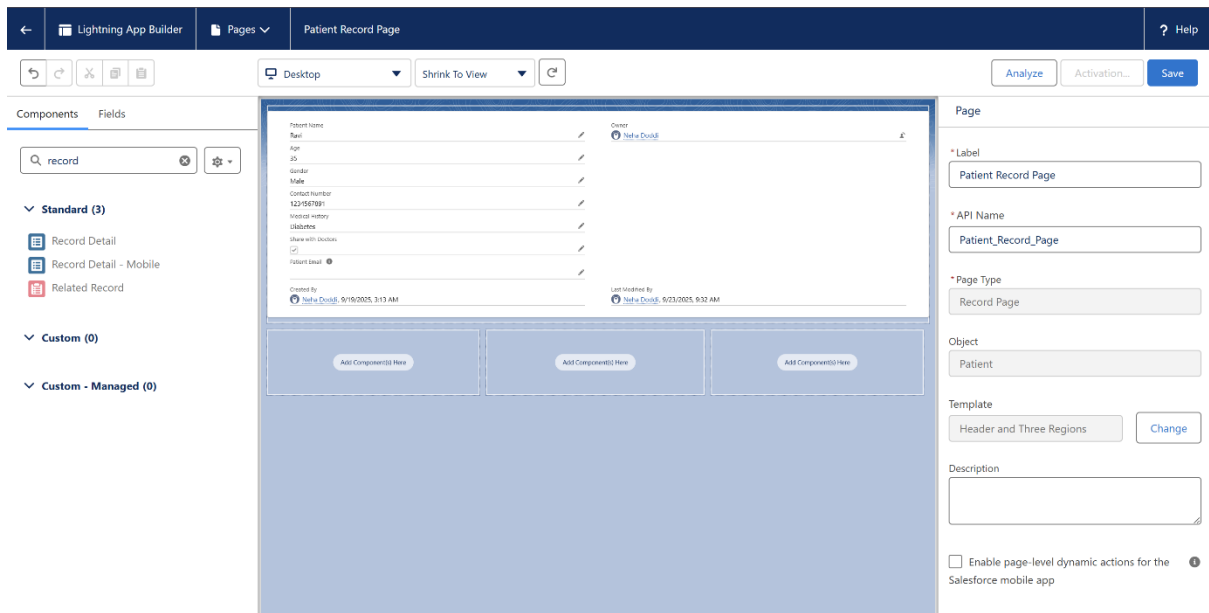 Lightning App Builder
Pages
Patient Record Page
? Help
Desktop
Shrink To View
Analyze
Activation...
Save
Components
Fields
record
Standard (3)
Record Detail
Record Detail - Mobile
Related Record
Custom (0)
Custom - Managed (0)
Patient Name
Ravi
Age
35
Gender
Male
Contact Number
1234567891
Medical History
Diabetes
Share with Doctors
Patient Email
Created By
Neha Doddi, 9/19/2025, 3:13 AM
Owner
Neha Doddi
Last Modified By
Neha Doddi, 9/23/2025, 9:32 AM
Add Component(s) Here
Add Component(s) Here
Add Component(s) Here
Page
*Label
Patient Record Page
*API Name
Patient_Record_Page
*Page Type
Record Page
Object
Patient
Template
Header and Three Regions
Change
Description
Enable page-level dynamic actions for the
Salesforce mobile app